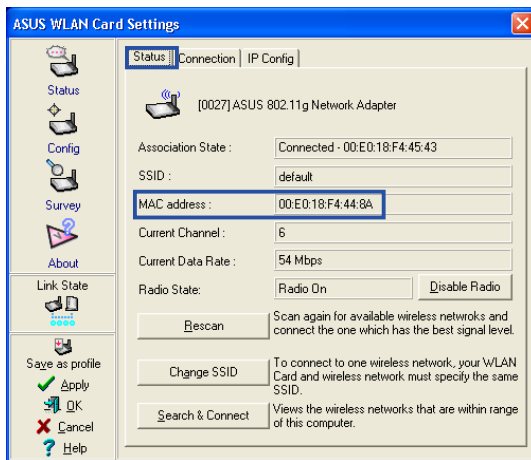 ASUS WLAN Card Settings
Status
Config
Survey
About
Link State
Save as profile
Apply
OK
Cancel
Help
Status Connection IP Config
[0027] ASUS 802.11g Network Adapter
Association State : Connected - 00:E0:18:F4:45:43
SSID : default
MAC address : 00:E0:18:F4:44:8A
Current Channel : 6
Current Data Rate : 54 Mbps
Radio State: Radio On Disable Radio
Rescan
Scan again for available wireless netwroks and
connect the one which has the best signal level.
Change SSID
To connect to one wireless network, your WLAN
Card and wireless network must specify the same
SSID.
Search & Connect
Views the wireless networks that are within range
of this computer.